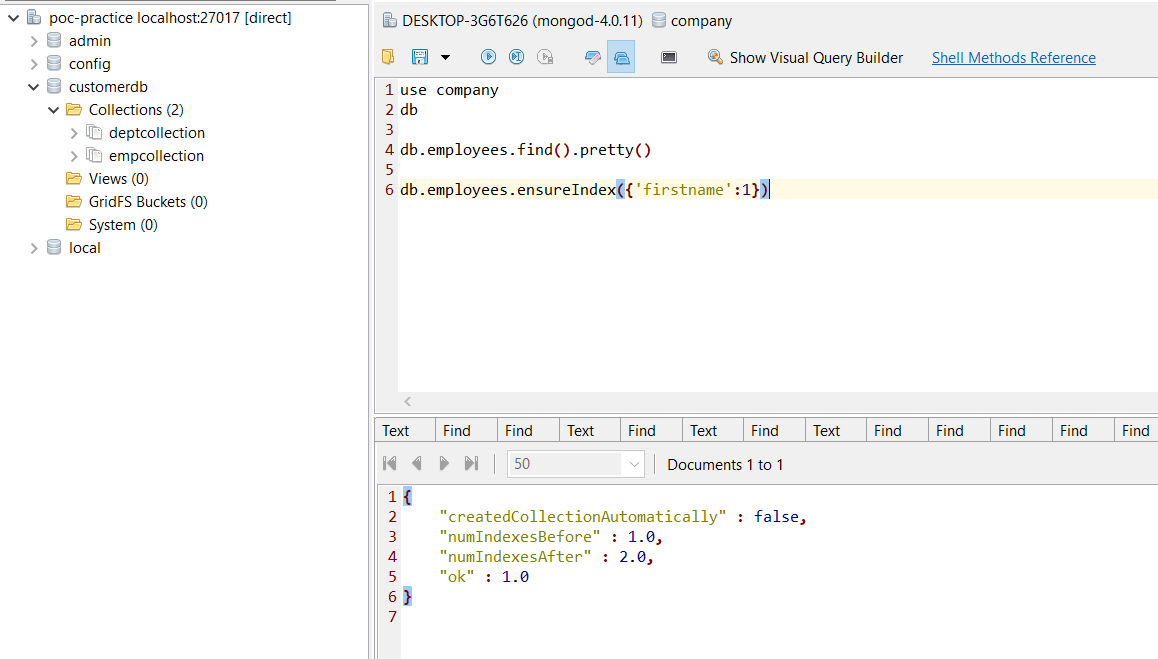 poc-practice localhost:27017 [direct]
admin
config
customerdb
Collections (2)
deptcollection
empcollection
Views (0)
GridFS Buckets (0)
System (0)
local
DESKTOP-3G6T626 (mongod-4.0.11) company
Show Visual Query Builder Shell Methods Reference
1 use company
2 db
3
4 db.employees.find().pretty()
5
6 db.employees.ensureIndex({'firstname':1})
Text Find Find Text Find Text Find Text Find Find Find Find Find
50 Documents 1 to 1
1 {
2 "createdCollectionAutomatically" : false,
3 "numIndexesBefore" : 1.0,
4 "numIndexesAfter" : 2.0,
5 "ok" : 1.0
6 }
7